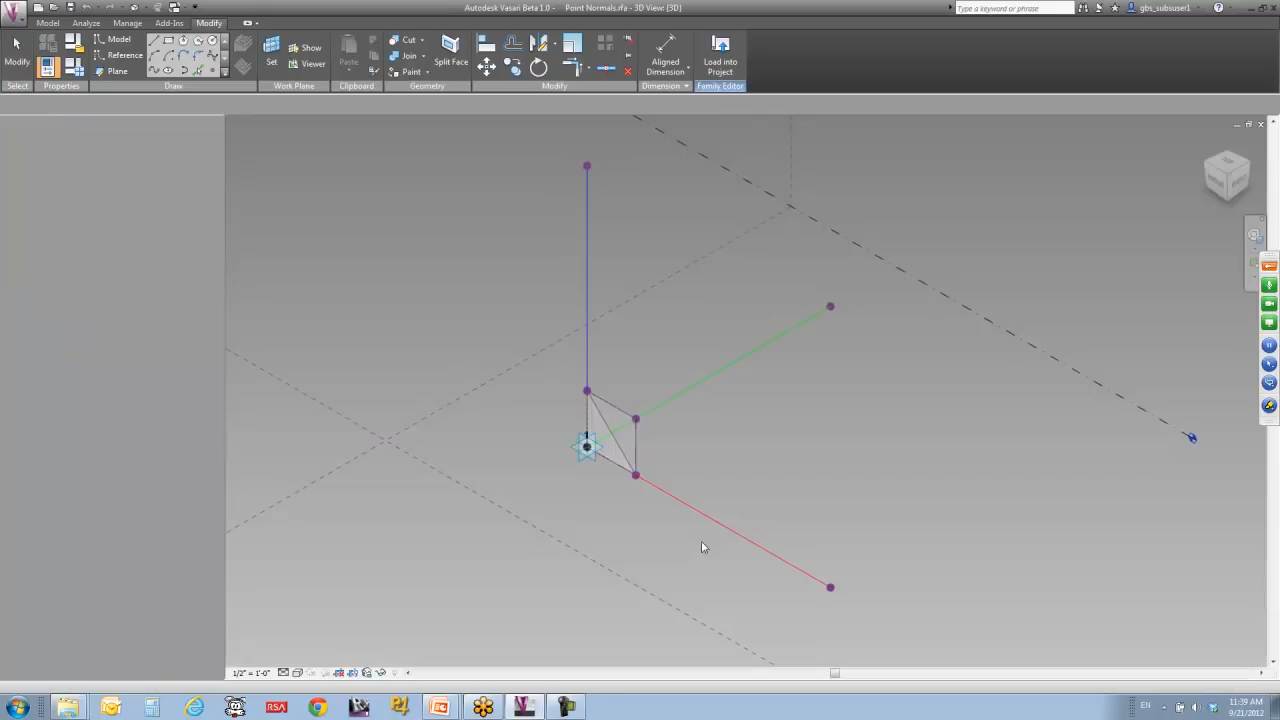 Autodesk Vasari Beta 1.0 - Point Normals.rfa - 3D View: {3D}
Type a keyword or phrase
gbs_subsuser1
Model Analyze Manage Add-Ins Modify
Modify
Model
Reference
Plane
Set
Show
Viewer
Paste
Cut
Join
Paint
Split Face
Aligned
Dimension
Load into
Project
Select Properties Draw Work Plane Clipboard Geometry Modify Dimension Family Editor
TOP
1
1/2" = 1'-0"
RSA
EN
11:39 AM
9/21/2012